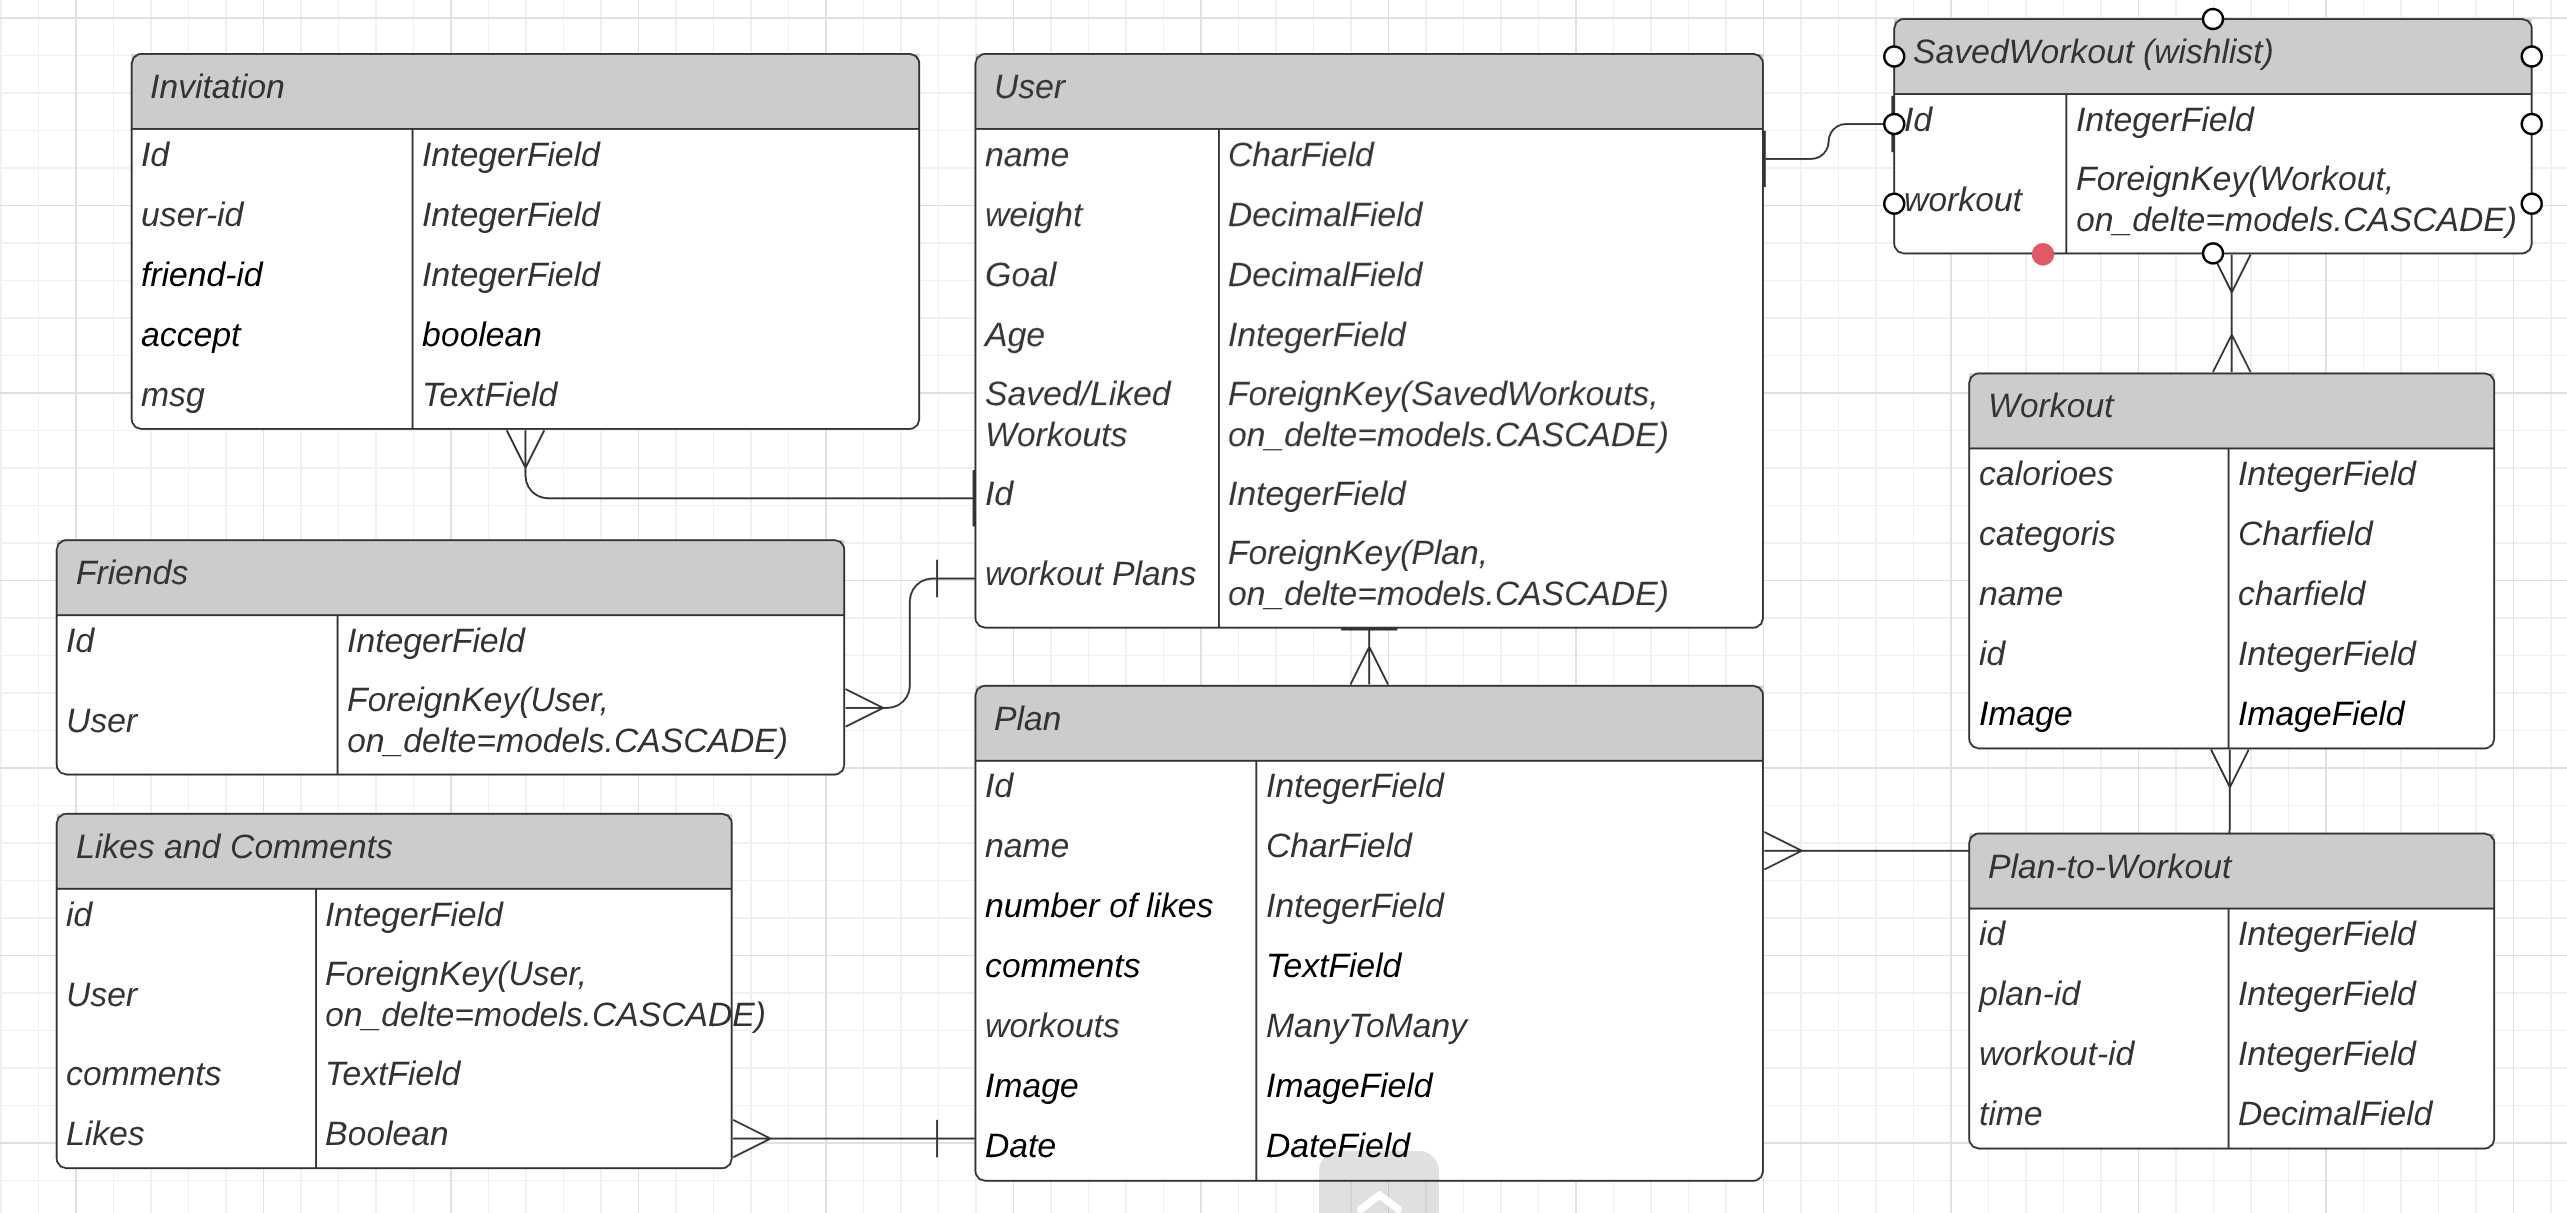 Invitation
Id IntegerField
user-id IntegerField
friend-id IntegerField
accept boolean
msg TextField
User
name CharField
weight DecimalField
Goal DecimalField
Age IntegerField
Saved/Liked ForeignKey(SavedWorkouts,
Workouts on_delte=models.CASCADE)
Id IntegerField
workout Plans ForeignKey(Plan,
on_delte=models.CASCADE)
SavedWorkout (wishlist)
Id IntegerField
workout ForeignKey(Workout,
on_delte=models.CASCADE)
Workout
calorioes IntegerField
categoris Charfield
name charfield
id IntegerField
Image ImageField
Friends
Id IntegerField
User ForeignKey(User,
on_delte=models.CASCADE)
Likes and Comments
id IntegerField
User ForeignKey(User,
on_delte=models.CASCADE)
comments TextField
Likes Boolean
Plan
Id IntegerField
name CharField
number of likes IntegerField
comments TextField
workouts ManyToMany
Image ImageField
Date DateField
Plan-to-Workout
id IntegerField
plan-id IntegerField
workout-id IntegerField
time DecimalField